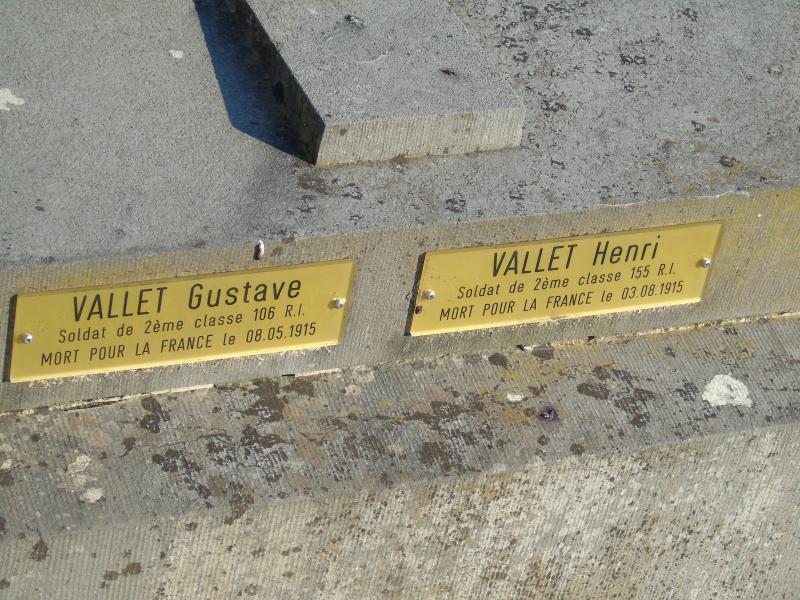 VALLET Gustave
Soldat de 2ème classe 106 R.I.
MORT POUR LA FRANCE le 08.05.1915
VALLET Henri
Soldat de 2ème classe 155 R.I.
MORT POUR LA FRANCE le 03.08.1915